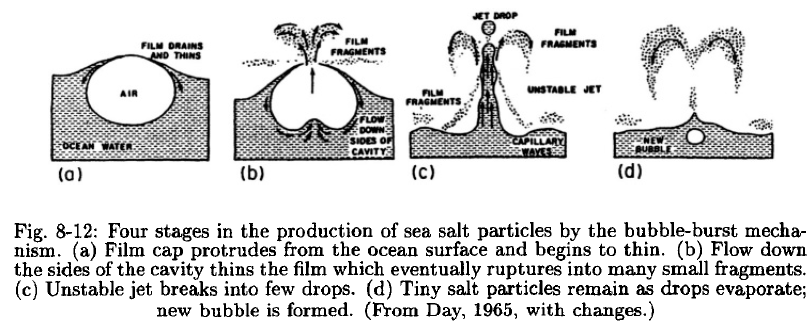 FILM DRAINS
AND THINS
AIR
OCEAN WATER
(a)
FILM
FRAGMENTS
FLOW
DOWN
SIDES OF
CAVITY
(b)
JET DROP
FILM
FRAGMENTS
FILM
FRAGMENTS
UNSTABLE JET
CAPILLARY
WAVES
(c)
NEW
BUBBLE
(d)
Fig. 8-12: Four stages in the production of sea salt particles by the bubble-burst mecha-
nism. (a) Film cap protrudes from the ocean surface and begins to thin. (b) Flow down
the sides of the cavity thins the film which eventually ruptures into many small fragments.
(c) Unstable jet breaks into few drops. (d) Tiny salt particles remain as drops evaporate;
new bubble is formed. (From Day, 1965, with changes.)